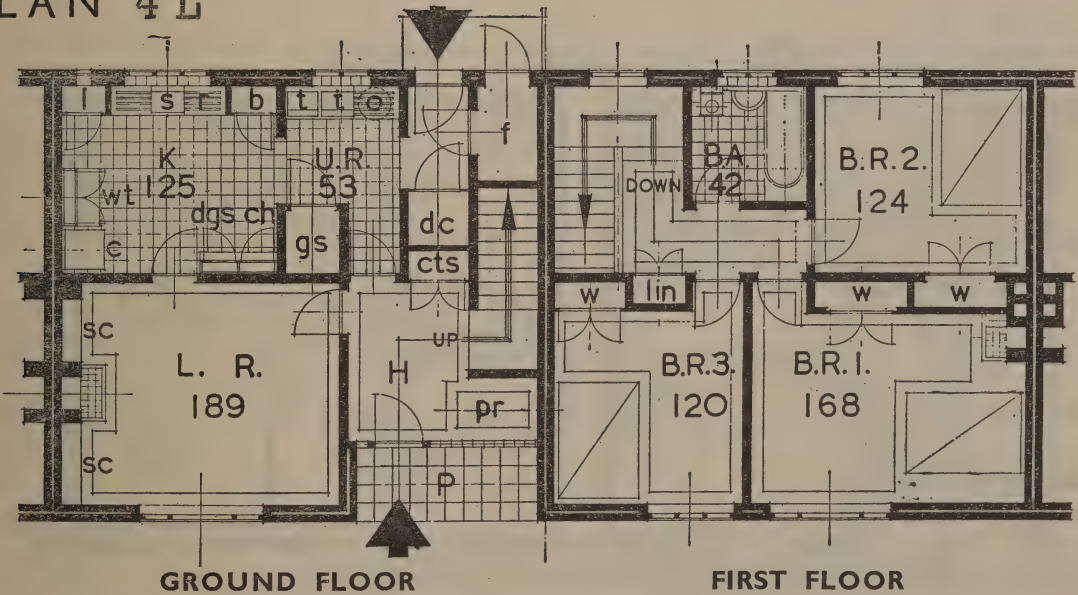 LAN 4L
l s r b t t o
f
K
125
U.R.
53
wt
dgs ch
gs
c
dc
cts
sc
L. R.
189
H
UP
pr
sc
P
DOWN
BA.
42
B.R.2.
124
w lin w w
B.R.3.
120
B.R.1.
168
GROUND FLOOR
FIRST FLOOR